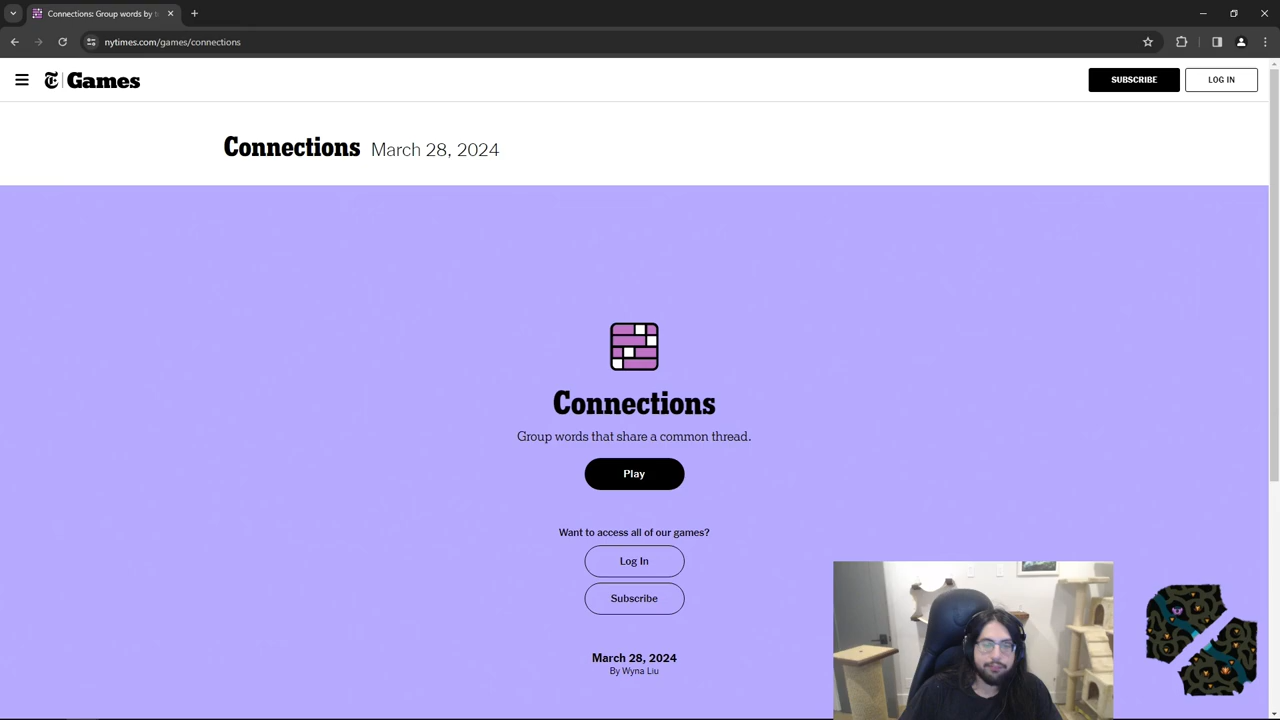 Connections: Group words by t
nytimes.com/games/connections
Games
SUBSCRIBE
LOG IN
Connections March 28, 2024
Connections
Group words that share a common thread.
Play
Want to access all of our games?
Log In
Subscribe
March 28, 2024
By Wyna Liu